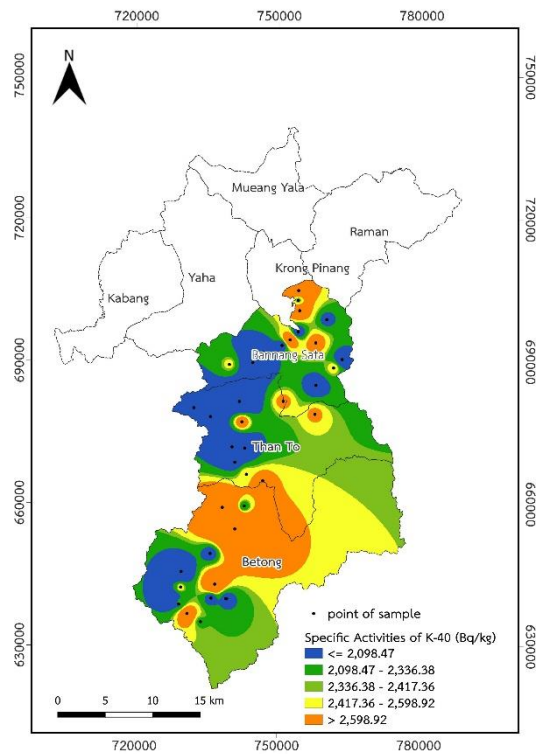 720000 750000 780000
N
750000 750000
Mueang Yala
720000 720000
Raman
Krong Pinang
Yaha
Kabang
690000 690000
Bannang Sata
Than To
660000 660000
Betong
point of sample
Specific Activities of K-40 (Bq/kg)
<= 2,098.47
2,098.47 - 2,336.38
2,336.38 - 2,417.36
2,417.36 - 2,598.92
> 2,598.92
630000 630000
0 5 10 15 km
720000 750000 780000